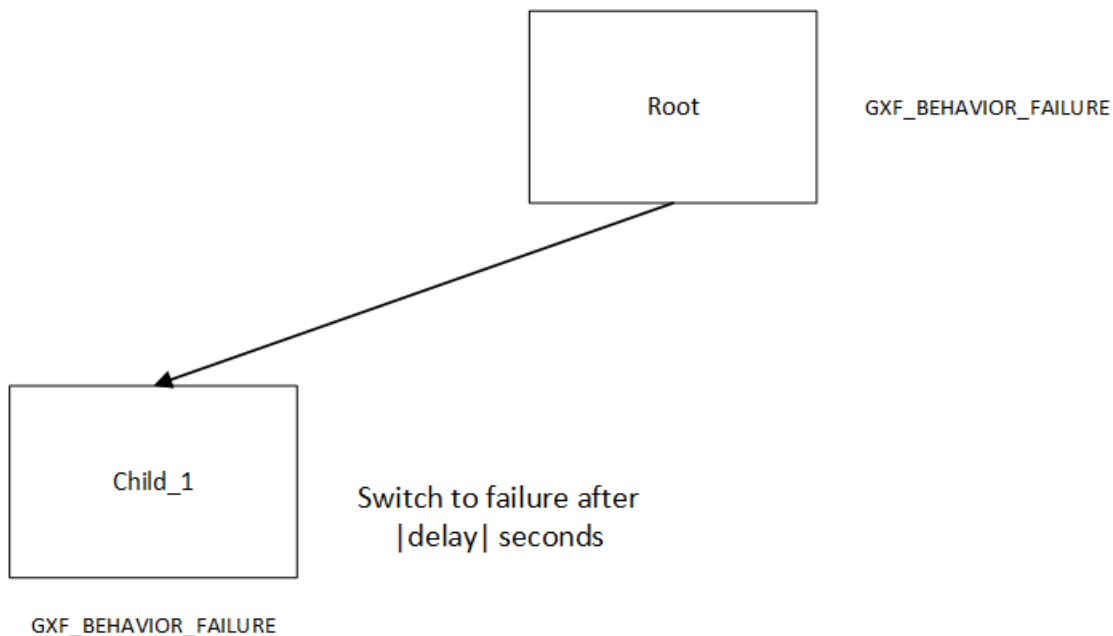 Root
GXF_BEHAVIOR_FAILURE
Child_1
Switch to failure after
|delay| seconds
GXF_BEHAVIOR_FAILURE